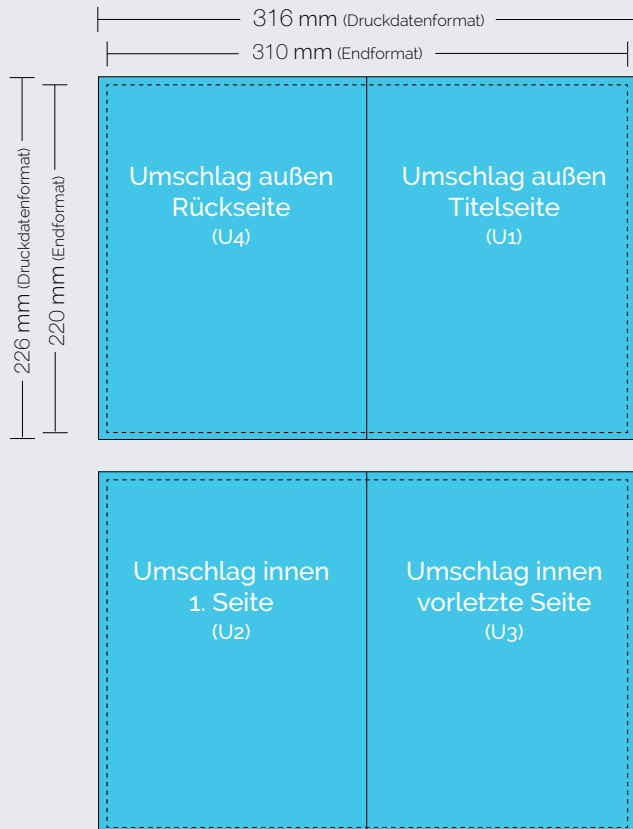 316 mm (Druckdatenformat)
310 mm (Endformat)
226 mm (Druckdatenformat)
220 mm (Endformat)
Umschlag außen
Rückseite
(U4)
Umschlag außen
Titelseite
(U1)
Umschlag innen
1. Seite
(U2)
Umschlag innen
vorletzte Seite
(U3)